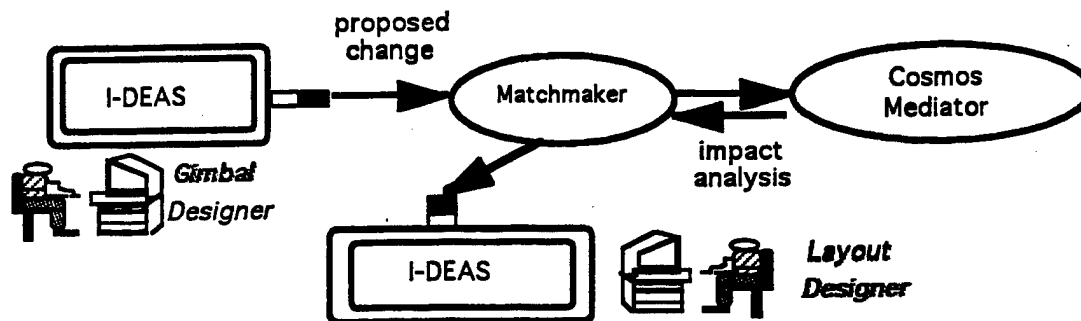 proposed
change
I-DEAS
Matchmaker
Cosmos
Mediator
impact
analysis
Gimbal
Designer
I-DEAS
Layout
Designer